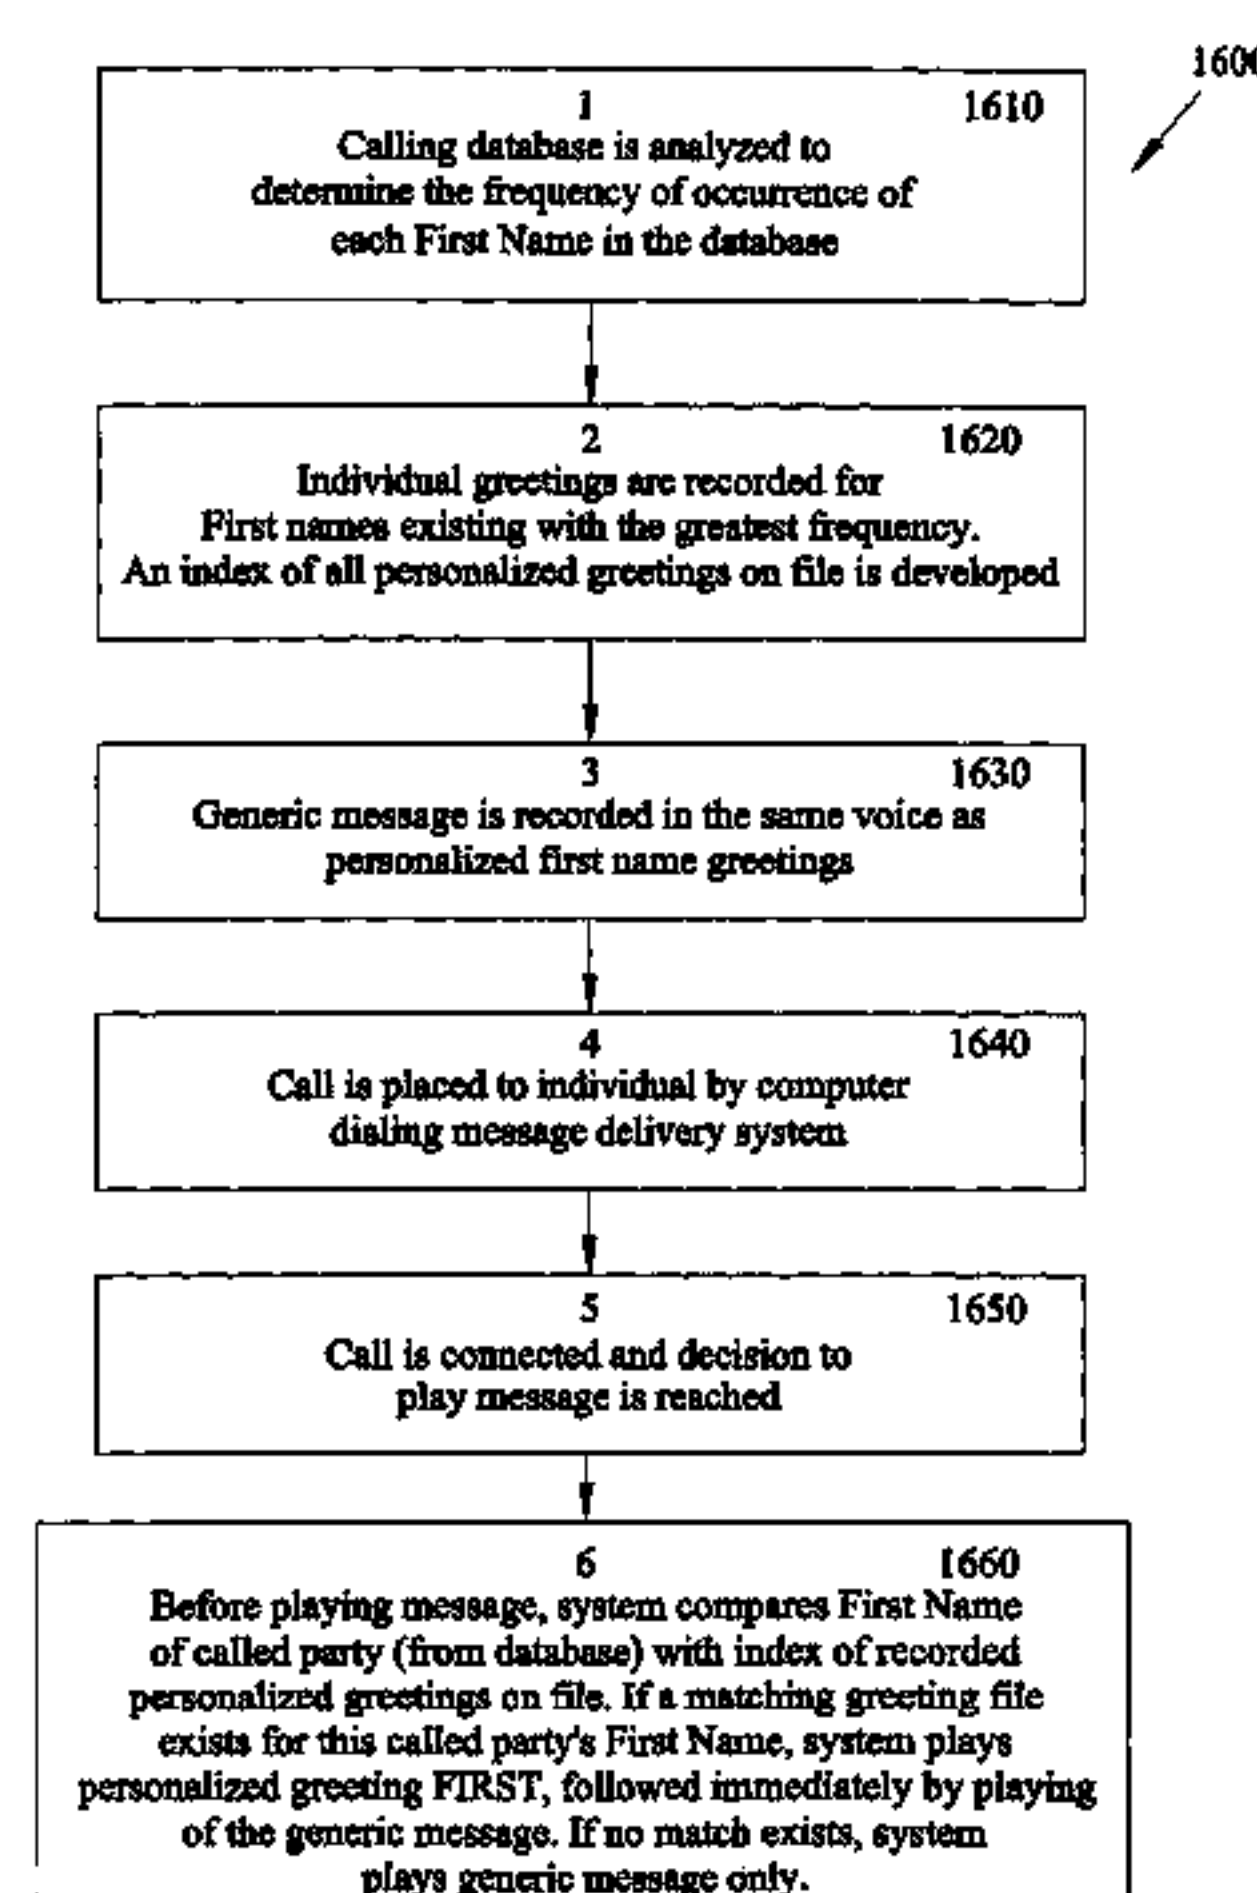 1600
1 1610
Calling database is analyzed to
determine the frequency of occurrence of
each First Name in the database
2 1620
Individual greetings are recorded for
First names existing with the greatest frequency.
An index of all personalized greetings on file is developed
3 1630
Generic message is recorded in the same voice as
personalized first name greetings
4 1640
Call is placed to individual by computer
dialing message delivery system
5 1650
Call is connected and decision to
play message is reached
6 1660
Before playing message, system compares First Name
of called party (from database) with index of recorded
personalized greetings on file. If a matching greeting file
exists for this called party's First Name, system plays
personalized greeting FIRST, followed immediately by playing
of the generic message. If no match exists, system
plays generic message only.